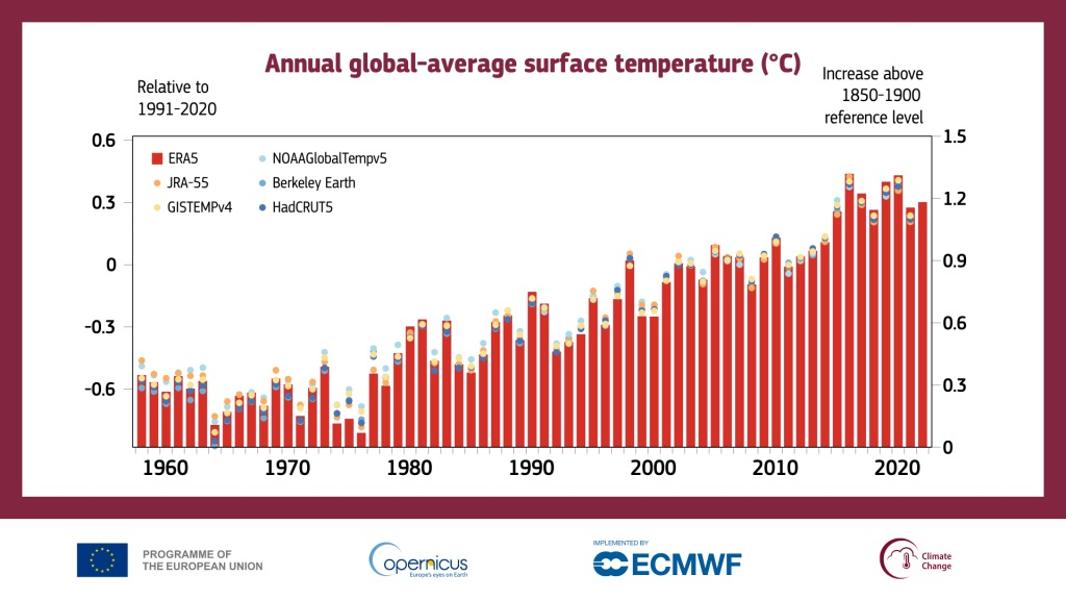 Annual global-average surface temperature (°C)
Relative to
1991-2020
Increase above
1850-1900
reference level
0.6
0.3
0
-0.3
-0.6
1.5
1.2
0.9
0.6
0.3
0
ERA5
JRA-55
GISTEMPv4
NOAAGlobalTempv5
Berkeley Earth
HadCRUT5
1960
1970
1980
1990
2000
2010
2020
PROGRAMME OF
THE EUROPEAN UNION
opernicus
Europe's eyes on Earth
IMPLEMENTED BY
ECMWF
Climate
Change